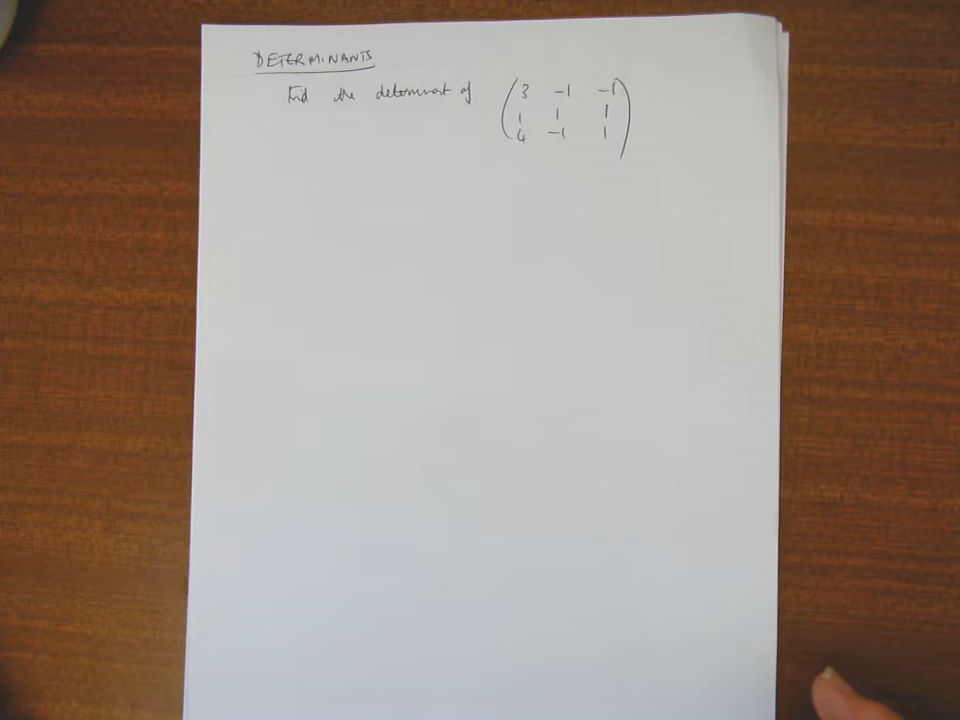 DETERMINANTS
Find the determinant of
3 -1 -1
1 1 1
4 -1 1